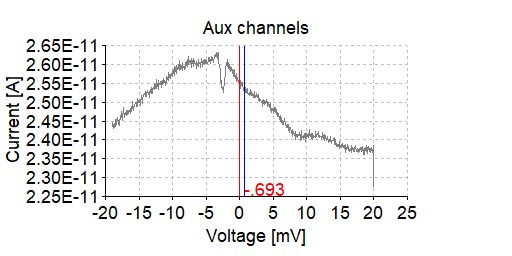 Aux channels
2.65E-11
2.60E-11
2.55E-11
2.50E-11
2.45E-11
2.40E-11
2.35E-11
2.30E-11
2.25E-11
Current [A]
-.693
-20 -15 -10 -5 0 5 10 15 20 25
Voltage [mV]